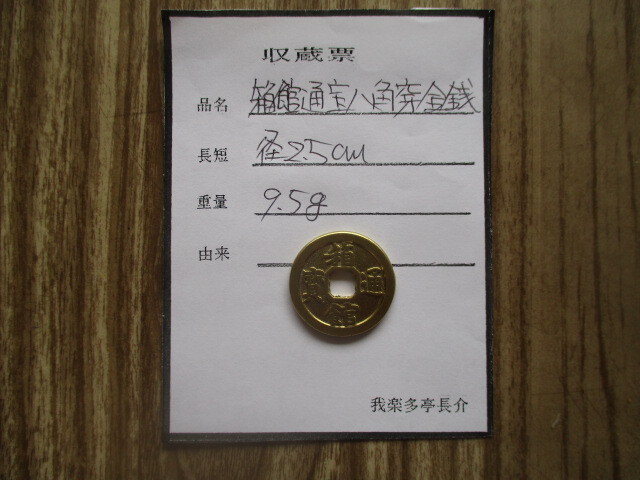 収蔵票
品名 箱館通宝八角穿金銭
長短 径2.5cm
重量 9.5g
由来
箱館通寳
我楽多亭長介